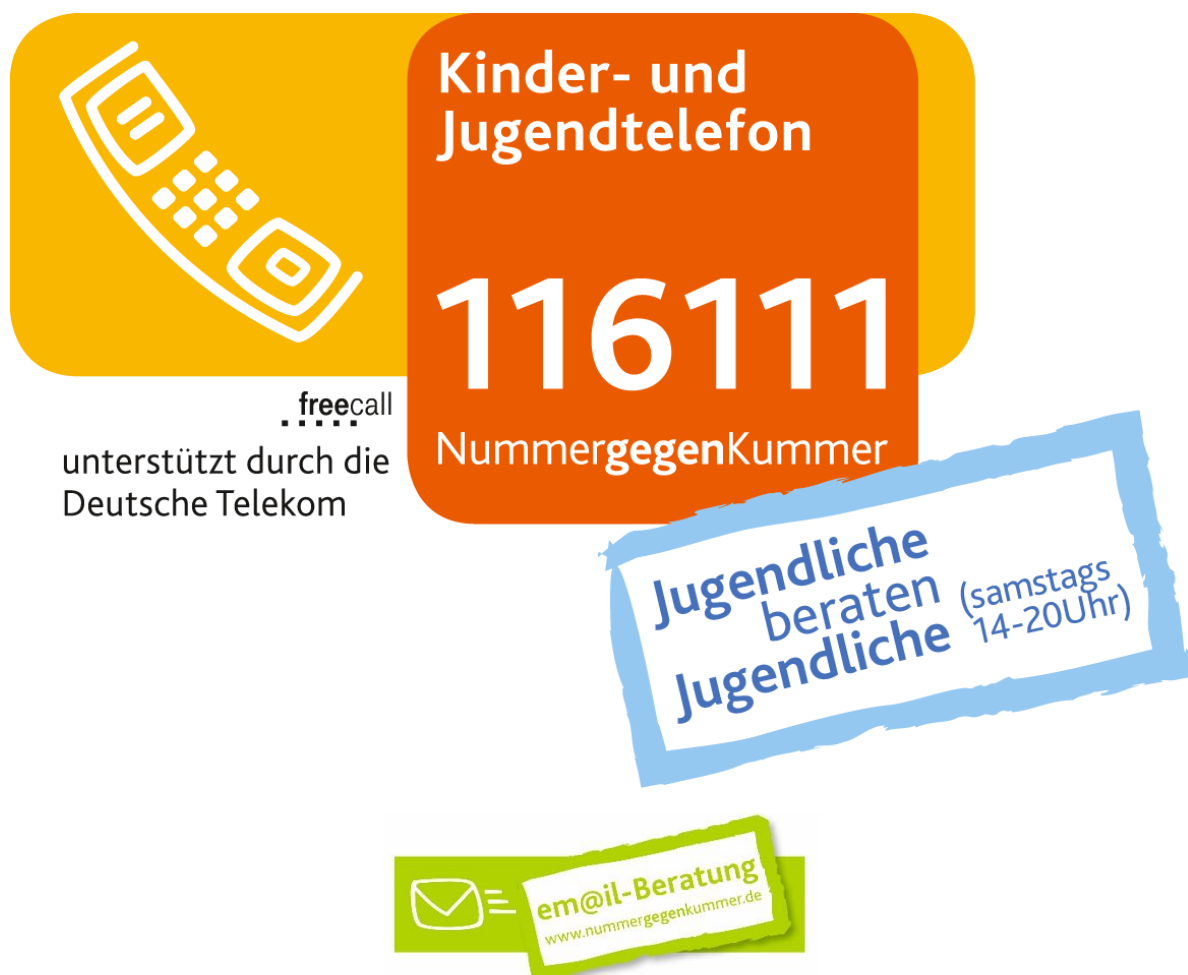 Kinder- und
Jugendtelefon
116111
NummergegenKummer
freecall
unterstützt durch die
Deutsche Telekom
Jugendliche
beraten
Jugendliche
(samstags
14-20Uhr)
em@il-Beratung
www.nummergegenkummer.de